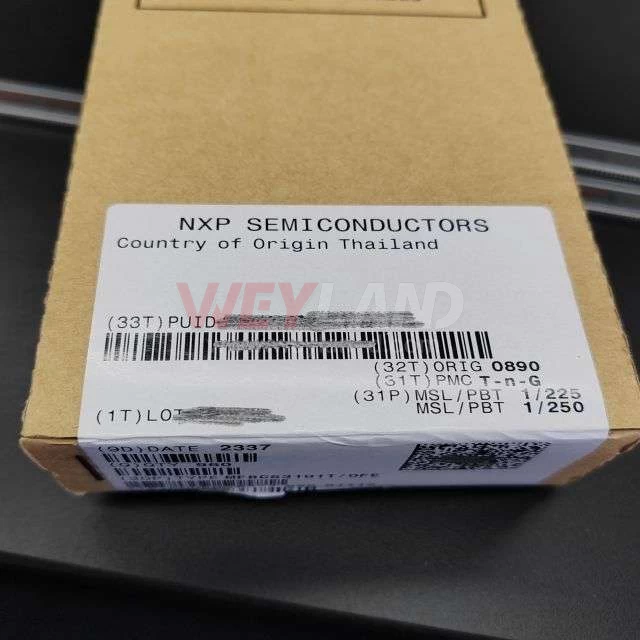 NXP SEMICONDUCTORS
Country of Origin Thailand
WEYLAND
(33T)PUID
(32T)ORIG 0890
(31T)PMC T-n-G
(31P)MSL/PBT 1/225
MSL/PBT 1/250
(1T)LOT
(9D)DATE 2337